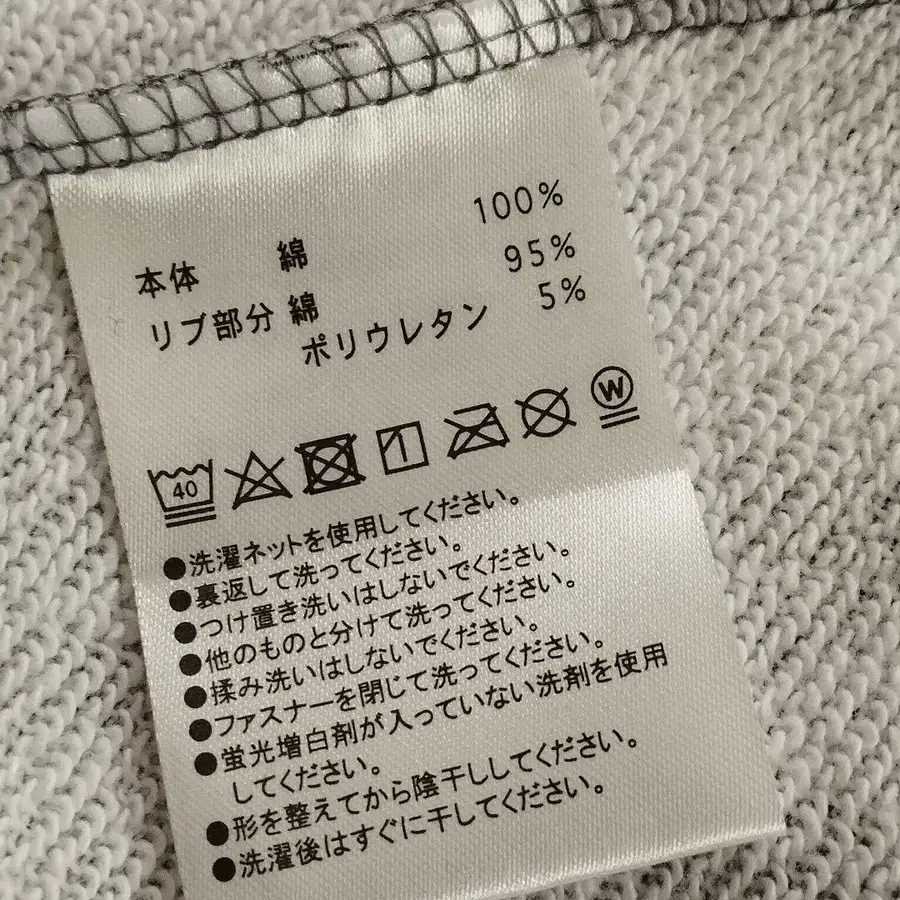 本体 綿 100%
リブ部分 綿 95%
ポリウレタン 5%
40 W
●洗濯ネットを使用してください。
●裏返して洗ってください。
●つけ置き洗いはしないでください。
●他のものと分けて洗ってください。
●揉み洗いはしないでください。
●ファスナーを閉じて洗ってください。
●蛍光増白剤が入っていない洗剤を使用
してください。
●形を整えてから陰干ししてください。
●洗濯後はすぐに干してください。